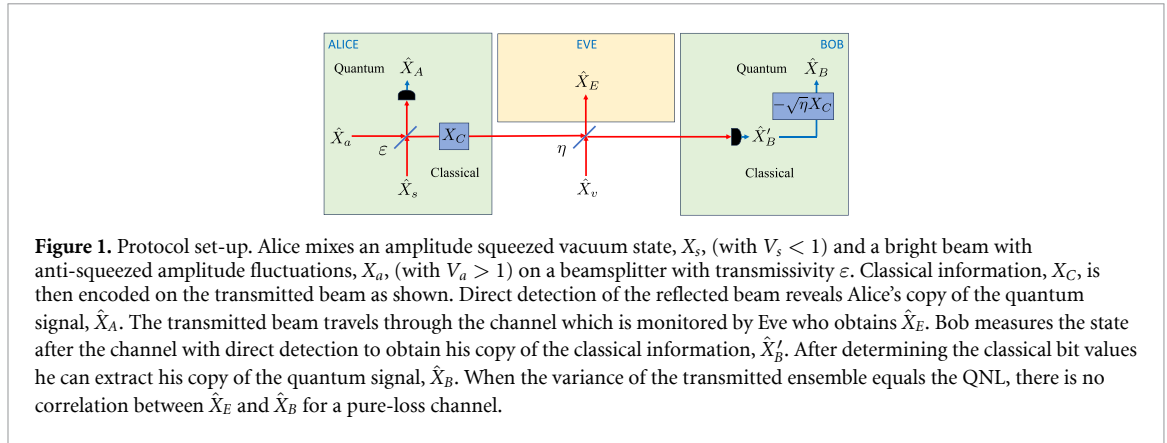 ALICE EVE BOB
Quantum X̂_A X̂_E Quantum X̂_B
−√η X_C
X̂_a ε X_C η X̂′_B
Classical Classical
X̂_s X̂_v
Figure 1. Protocol set-up. Alice mixes an amplitude squeezed vacuum state, X_s, (with V_s < 1) and a bright beam with
anti-squeezed amplitude fluctuations, X_a, (with V_a > 1) on a beamsplitter with transmissivity ε. Classical information, X_C, is
then encoded on the transmitted beam as shown. Direct detection of the reflected beam reveals Alice's copy of the quantum
signal, X̂_A. The transmitted beam travels through the channel which is monitored by Eve who obtains X̂_E. Bob measures the state
after the channel with direct detection to obtain his copy of the classical information, X̂′_B. After determining the classical bit values
he can extract his copy of the quantum signal, X̂_B. When the variance of the transmitted ensemble equals the QNL, there is no
correlation between X̂_E and X̂_B for a pure-loss channel.